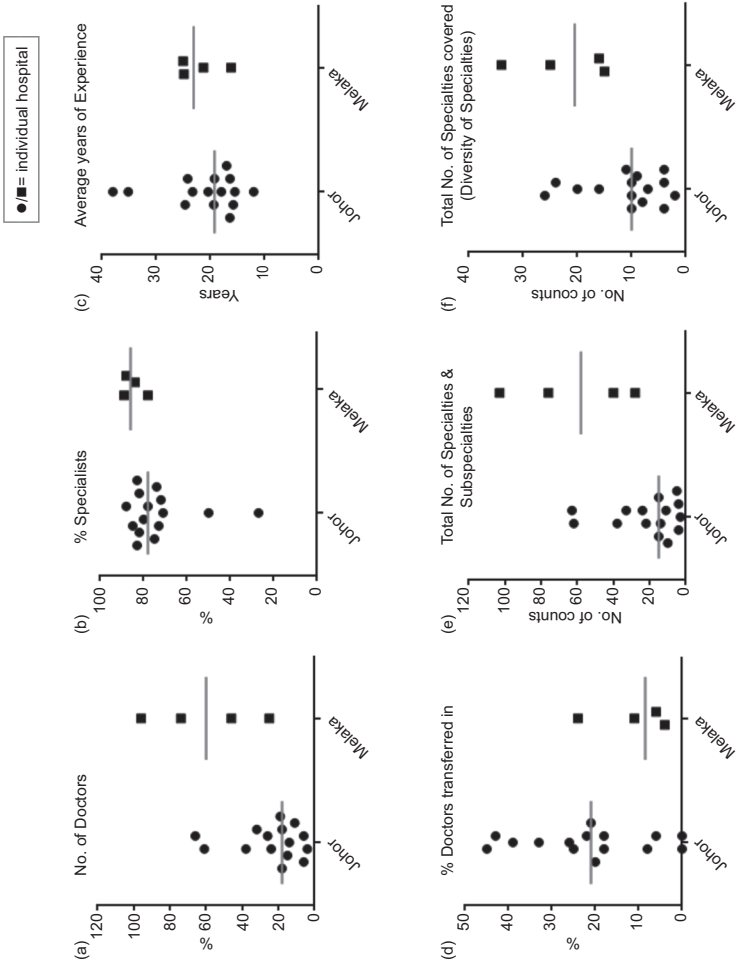 ●/■= individual hospital
(a)
No. of Doctors
%
120
100
80
60
40
20
0
Johor
Melaka
(b)
% Specialists
%
100
80
60
40
20
0
Johor
Melaka
(c)
Average years of Experience
Years
40
30
20
10
0
Johor
Melaka
(d)
% Doctors transferred in
%
50
40
30
20
10
0
Johor
Melaka
(e)
Total No. of Specialties &
Subspecialties
No. of counts
120
100
80
60
40
20
0
Johor
Melaka
(f)
Total No. of Specialties covered
(Diversity of Specialties)
No. of counts
40
30
20
10
0
Johor
Melaka